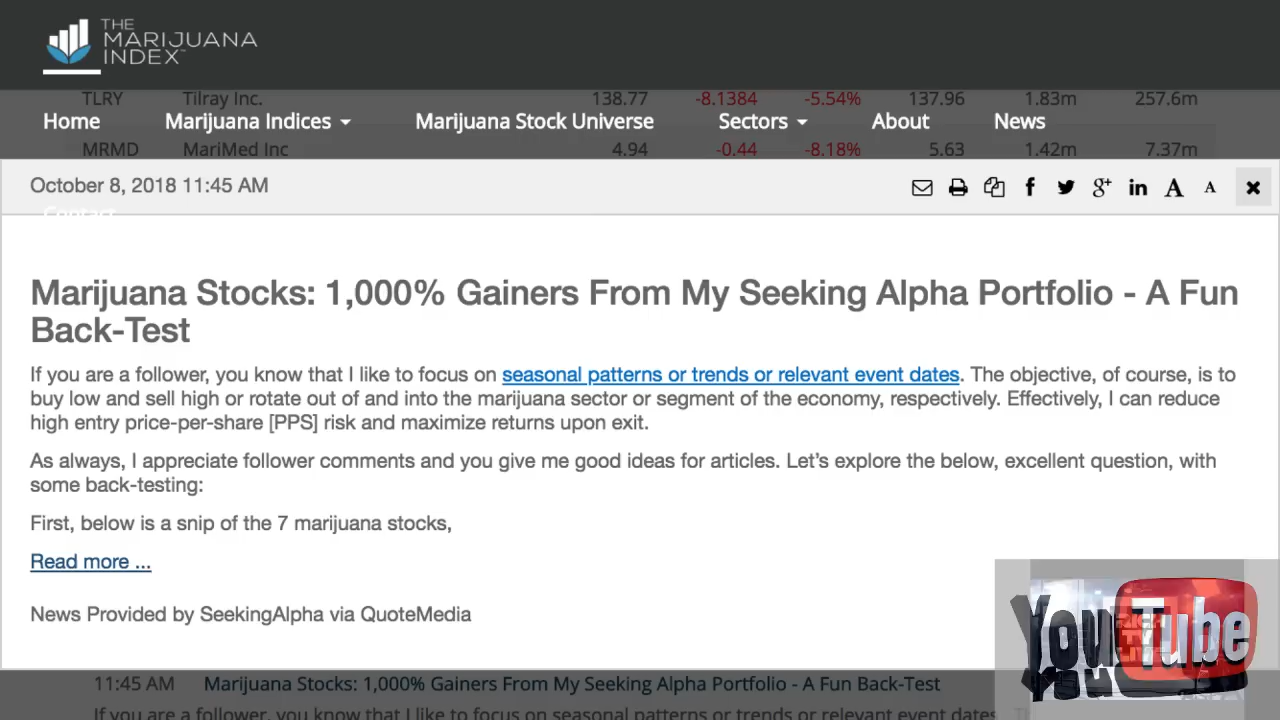 THE
MARIJUANA
INDEX™
TLRY Tilray Inc. 138.77 -8.1384 -5.54% 137.96 1.83m 257.6m
Home Marijuana Indices Marijuana Stock Universe Sectors About News
MRMD MariMed Inc 4.94 -0.44 -8.18% 5.63 1.42m 7.37m
October 8, 2018 11:45 AM
Contact
Marijuana Stocks: 1,000% Gainers From My Seeking Alpha Portfolio - A Fun
Back-Test
If you are a follower, you know that I like to focus on seasonal patterns or trends or relevant event dates. The objective, of course, is to
buy low and sell high or rotate out of and into the marijuana sector or segment of the economy, respectively. Effectively, I can reduce
high entry price-per-share [PPS] risk and maximize returns upon exit.
As always, I appreciate follower comments and you give me good ideas for articles. Let’s explore the below, excellent question, with
some back-testing:
First, below is a snip of the 7 marijuana stocks,
Read more ...
News Provided by SeekingAlpha via QuoteMedia
YouTube
11:45 AM Marijuana Stocks: 1,000% Gainers From My Seeking Alpha Portfolio - A Fun Back-Test
If you are a follower, you know that I like to focus on seasonal patterns or trends or relevant event dates.